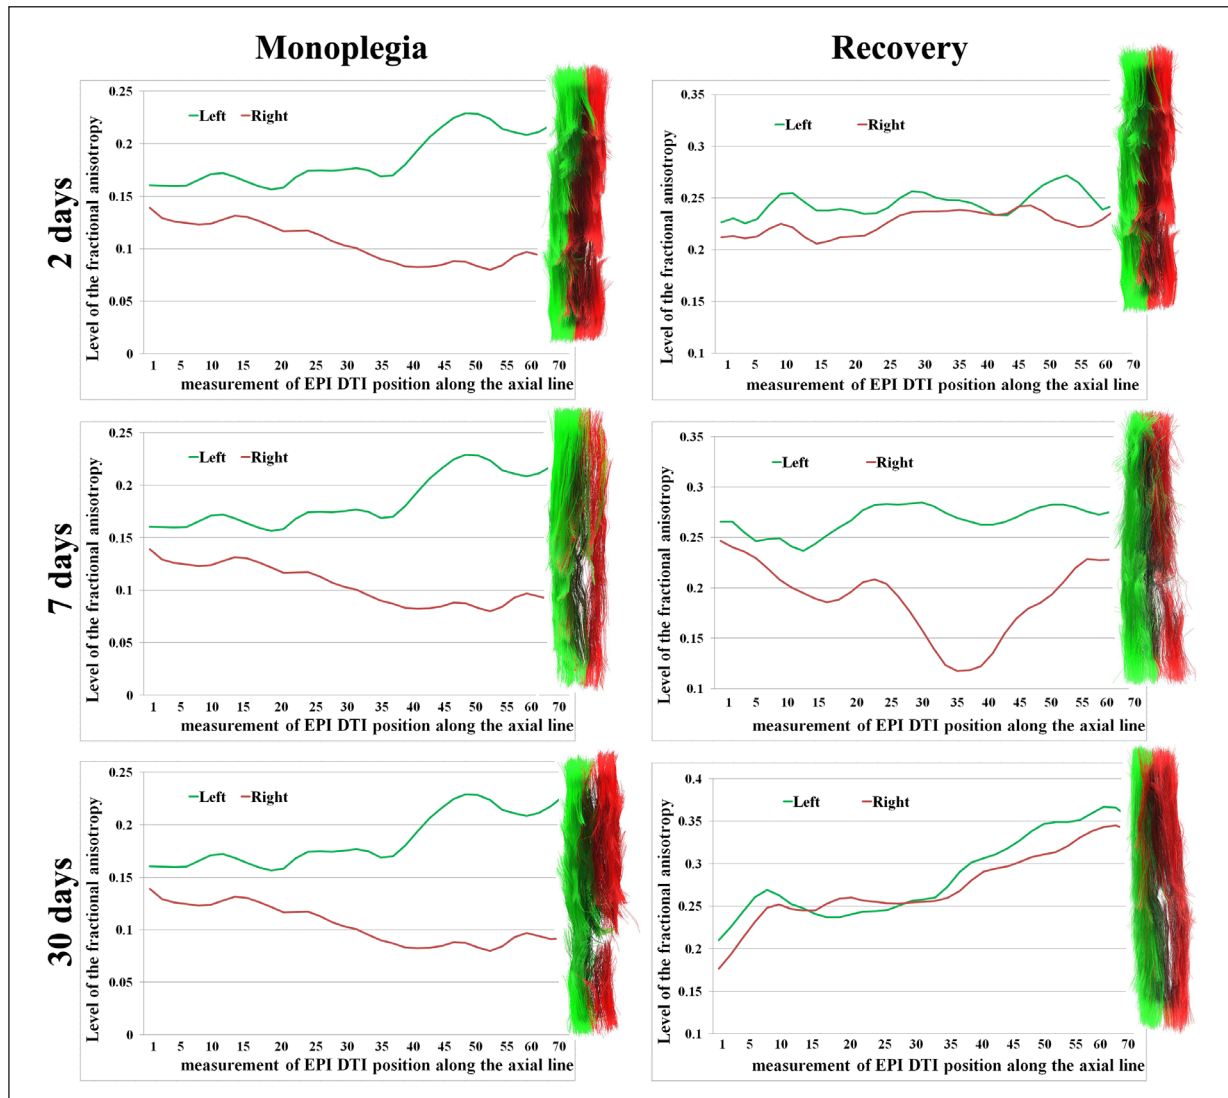 Monoplegia
Recovery
2 days
Level of the fractional anisotropy
0.25
0.2
0.15
0.1
0.05
0
Left Right
1 5 10 15 20 25 30 31 35 40 45 50 55 60 70
measurement of EPI DTI position along the axial line
Level of the fractional anisotropy
0.35
0.3
0.25
0.2
0.15
0.1
Left Right
1 5 10 15 20 25 30 35 40 45 50 55 60 70
measurement of EPI DTI position along the axial line
7 days
Level of the fractional anisotropy
0.25
0.2
0.15
0.1
0.05
0
Left Right
1 5 10 15 20 25 30 31 35 40 45 50 55 60 70
measurement of EPI DTI position along the axial line
Level of the fractional anisotropy
0.35
0.3
0.25
0.2
0.15
0.1
Left Right
1 5 10 15 20 25 30 35 40 45 50 55 60 70
measurement of EPI DTI position along the axial line
30 days
Level of the fractional anisotropy
0.25
0.2
0.15
0.1
0.05
0
Left Right
1 5 10 15 20 25 30 31 35 40 45 50 55 60 70
measurement of EPI DTI position along the axial line
Level of the fractional anisotropy
0.4
0.35
0.3
0.25
0.2
0.15
0.1
Left Right
1 5 10 15 20 25 30 35 40 45 50 55 60 70
measurement of EPI DTI position along the axial line